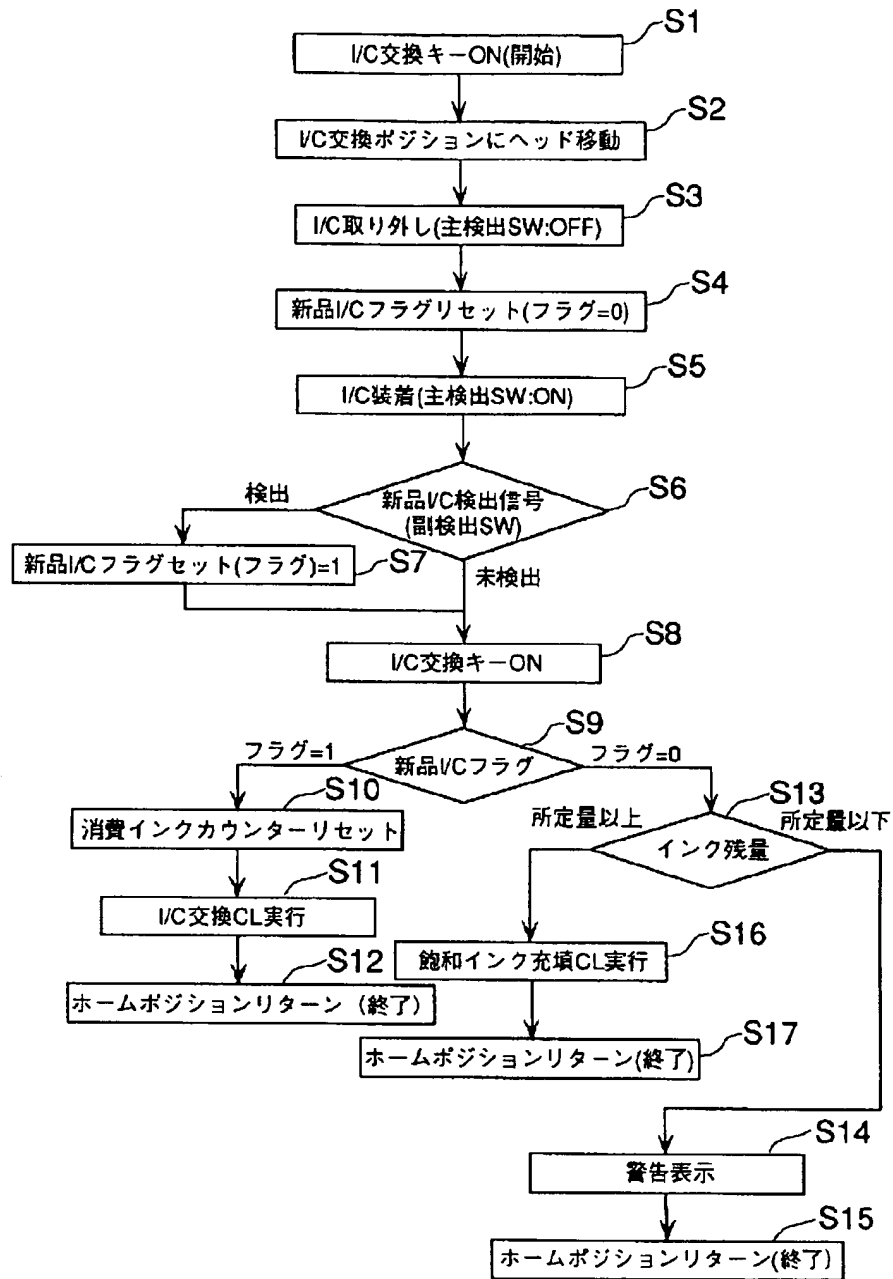 S1
I/C交換キーON(開始)
S2
I/C交換ポジションにヘッド移動
S3
I/C取り外し(主検出SW:OFF)
S4
新品I/Cフラグリセット(フラグ=0)
S5
I/C装着(主検出SW:ON)
S6
検出
新品I/C検出信号
(副検出SW)
S7
新品I/Cフラグセット(フラグ)=1
未検出
S8
I/C交換キーON
S9
フラグ=1
新品I/Cフラグ
フラグ=0
S10
消費インクカウンターリセット
S13
所定量以上
所定量以下
インク残量
S11
I/C交換CL実行
S16
飽和インク充填CL実行
S12
ホームポジションリターン (終了)
S17
ホームポジションリターン(終了)
S14
警告表示
S15
ホームポジションリターン(終了)